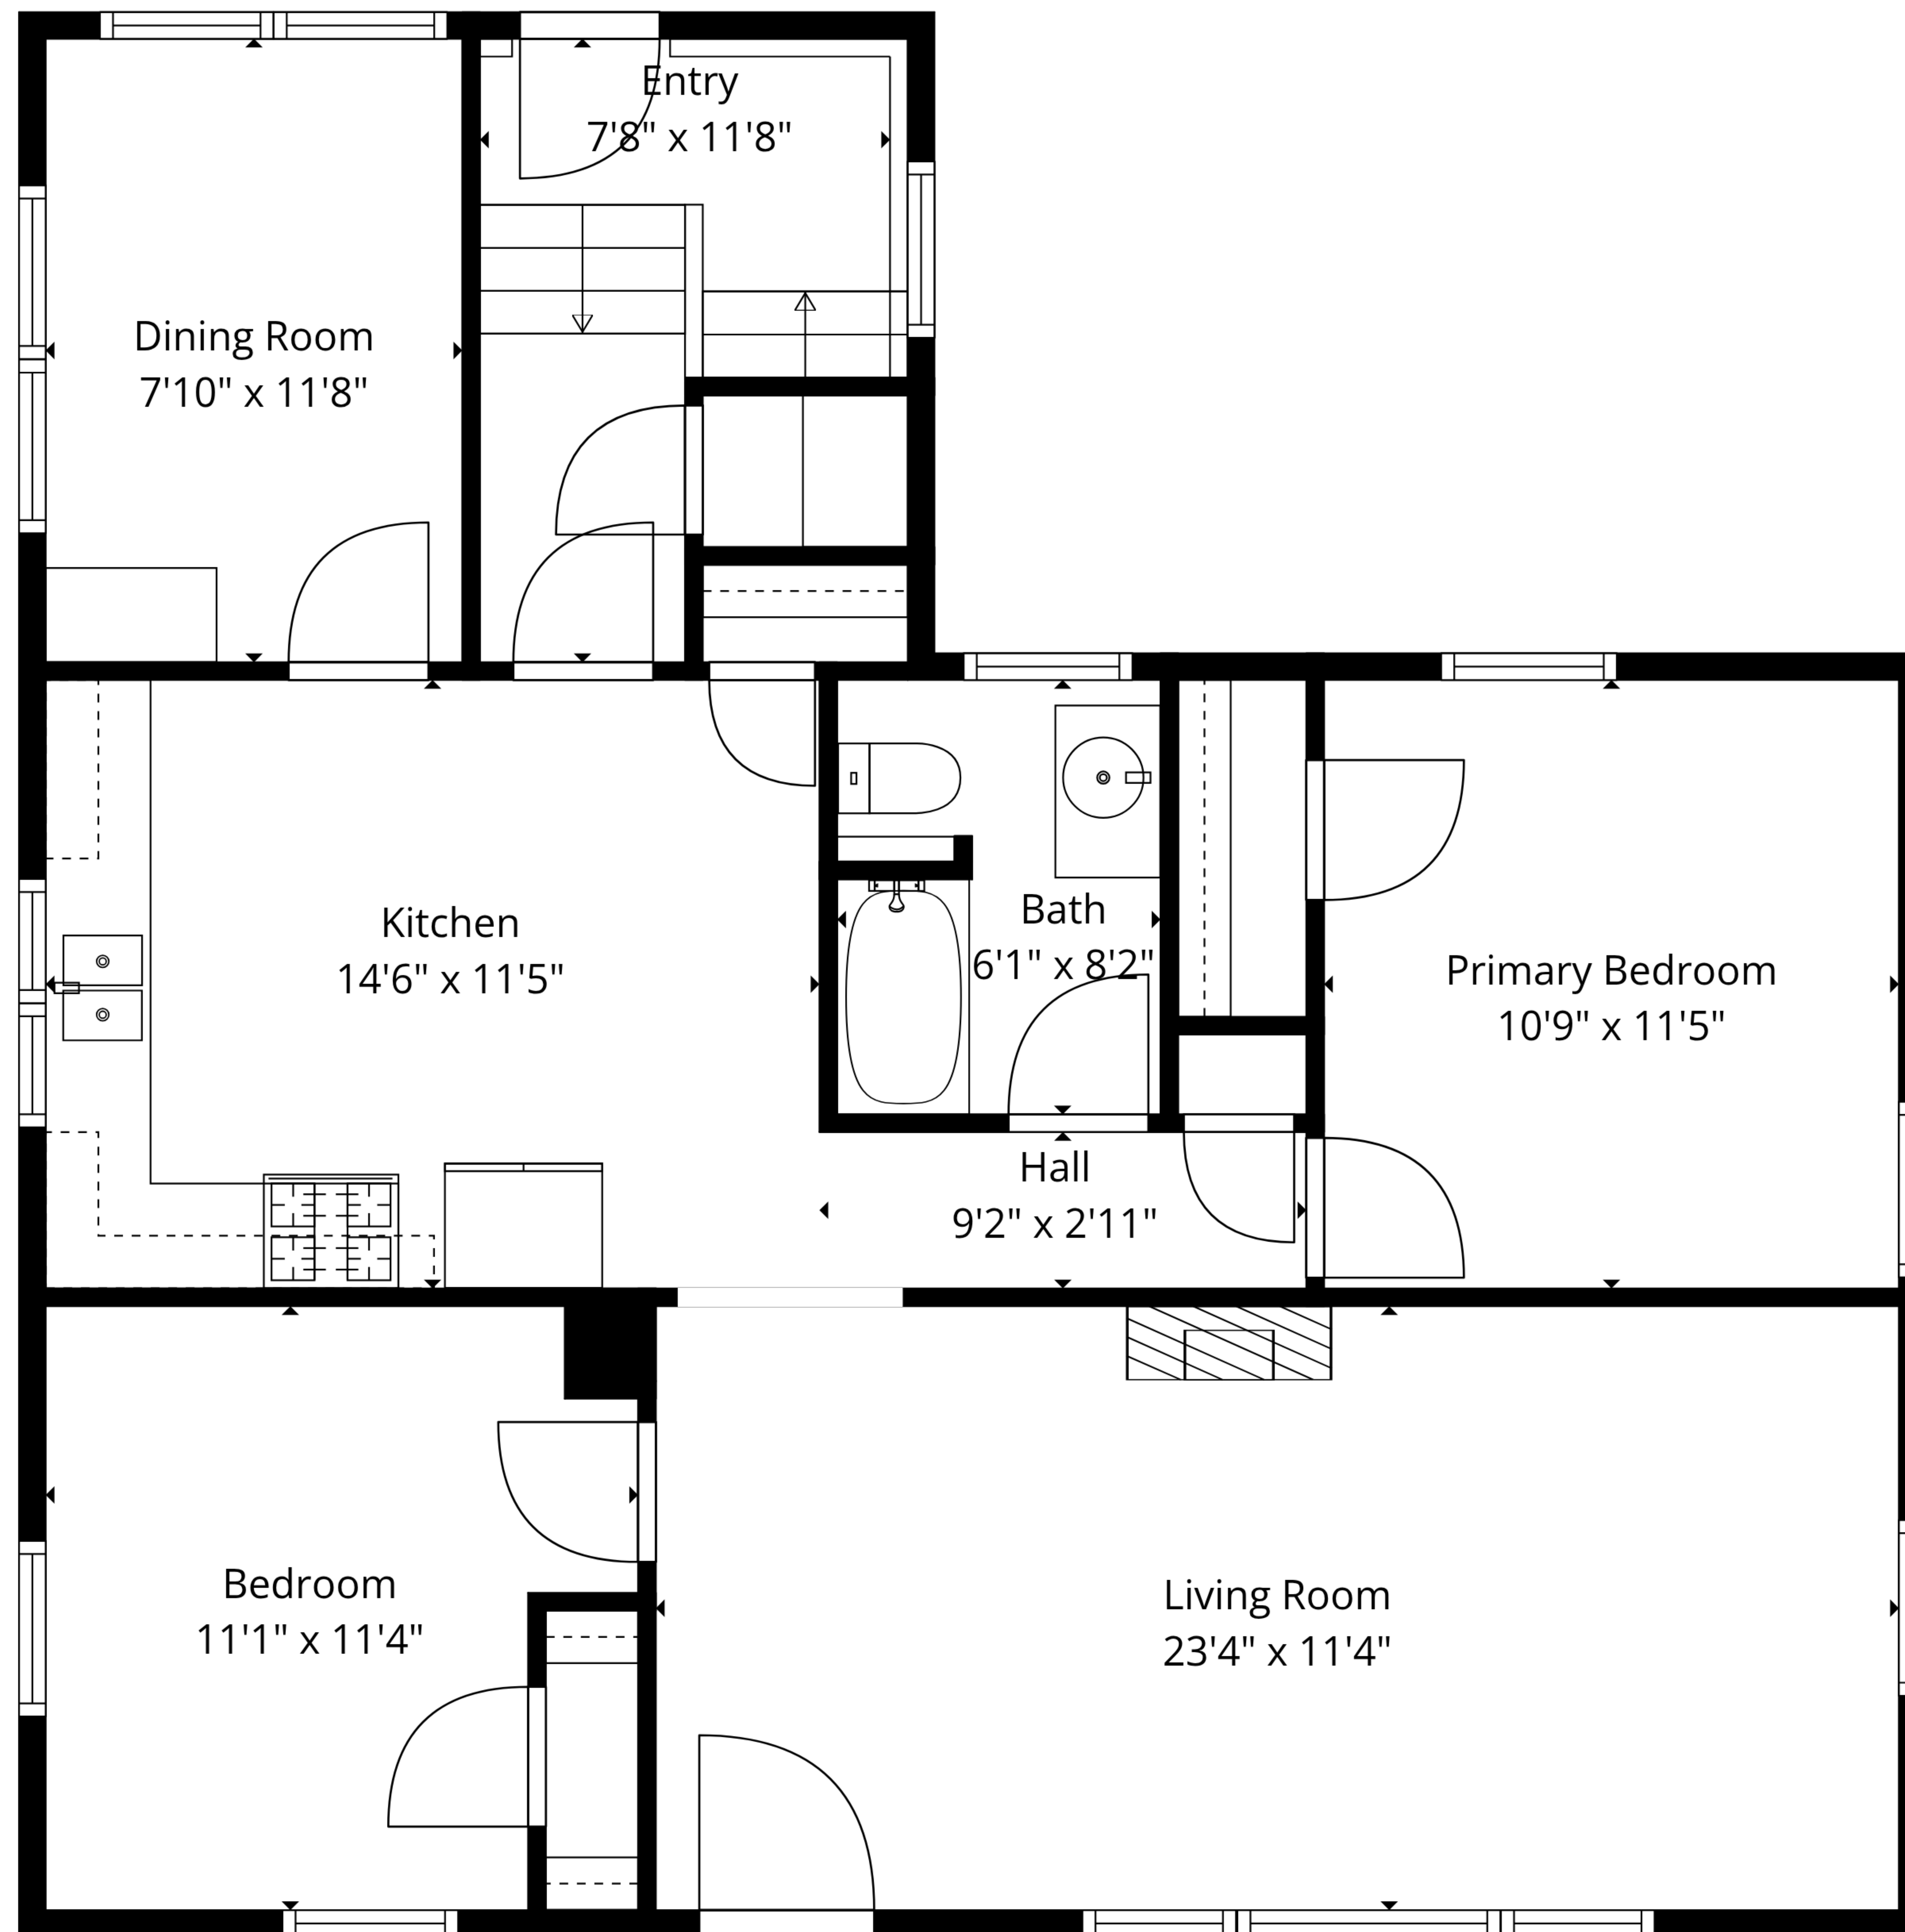 Entry
7'8" x 11'8"
Dining Room
7'10" x 11'8"
Kitchen
14'6" x 11'5"
Bath
6'1" x 8'2"
Primary Bedroom
10'9" x 11'5"
Hall
9'2" x 2'11"
Bedroom
11'1" x 11'4"
Living Room
23'4" x 11'4"